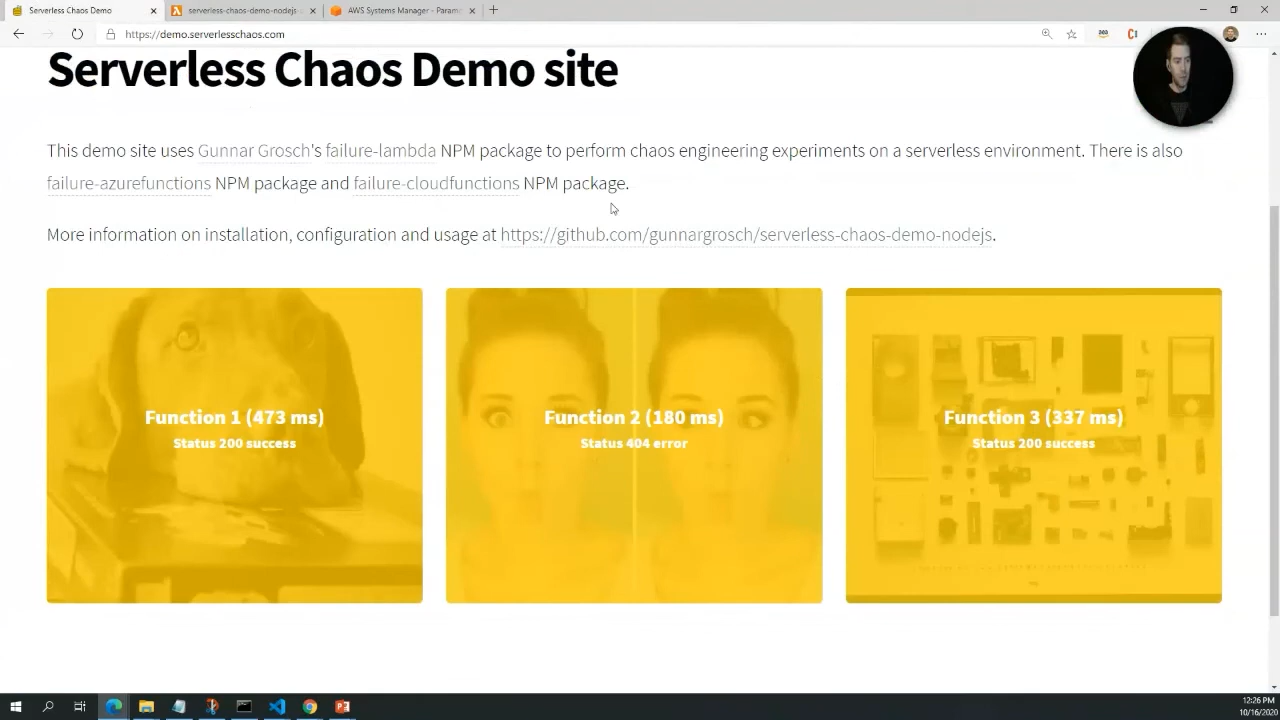 Serverless Chaos Demo
serverless-chaos-demo-nodejs
AWS Systems Manager - Param
https://demo.serverlesschaos.com
Serverless Chaos Demo site
This demo site uses Gunnar Grosch's failure-lambda NPM package to perform chaos engineering experiments on a serverless environment. There is also
failure-azurefunctions NPM package and failure-cloudfunctions NPM package.
More information on installation, configuration and usage at https://github.com/gunnargrosch/serverless-chaos-demo-nodejs.
Function 1 (473 ms)
Status 200 success
Function 2 (180 ms)
Status 404 error
Function 3 (337 ms)
Status 200 success
12:26 PM
10/16/2020